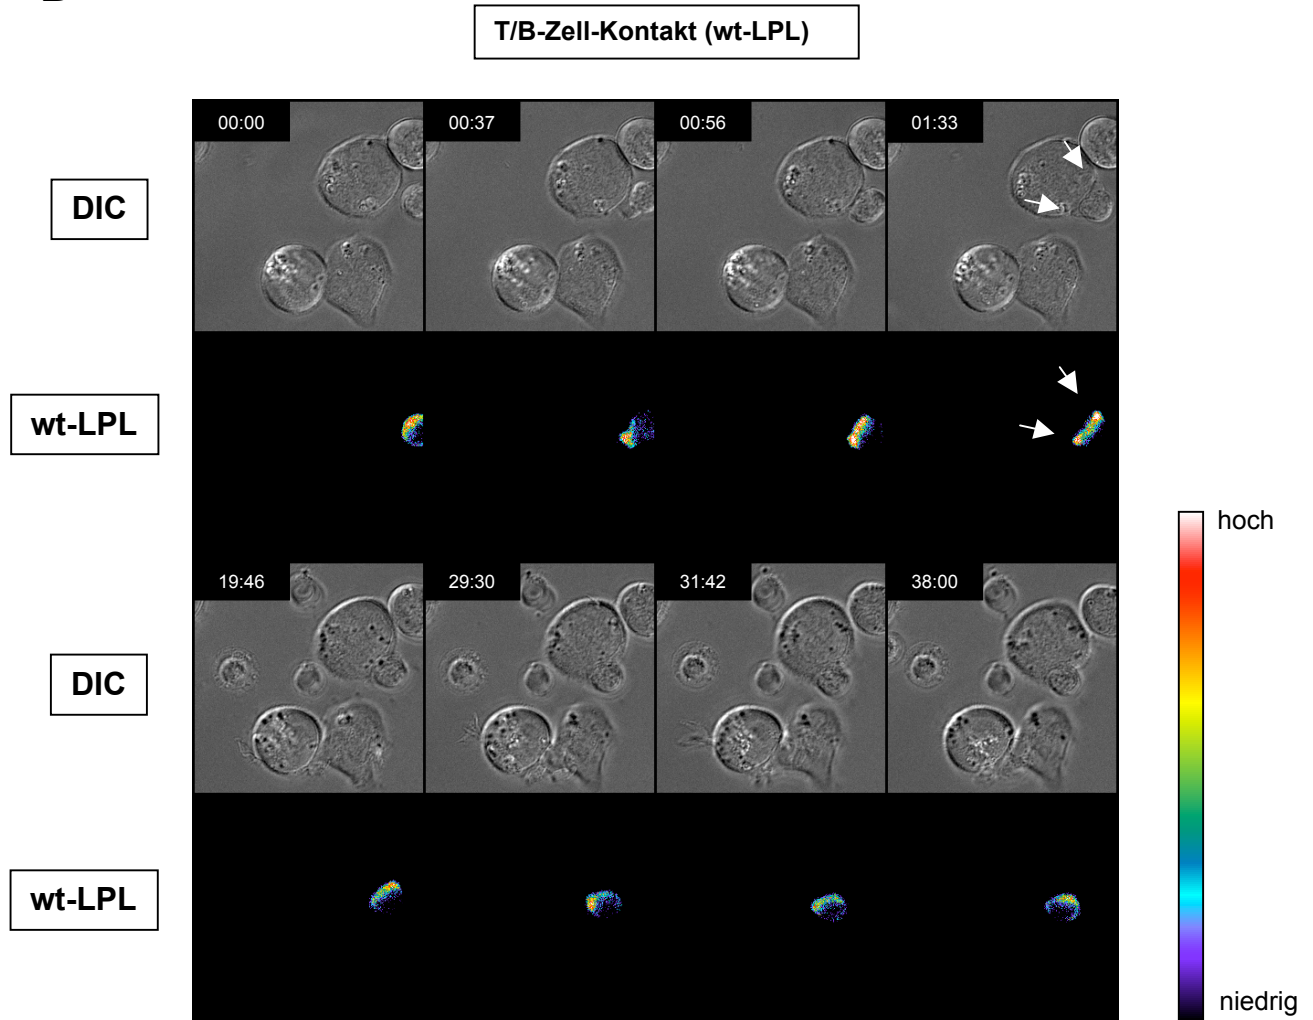 T/B-Zell-Kontakt (wt-LPL)
00:00 00:37 00:56 01:33
DIC
wt-LPL
hoch
19:46 29:30 31:42 38:00
DIC
wt-LPL
niedrig